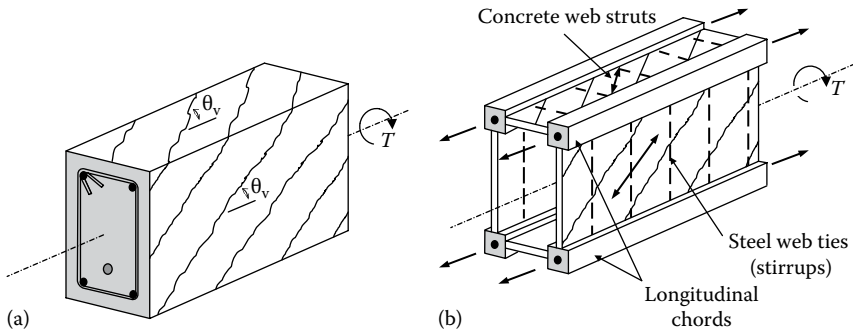 θv
θv
T
(a)
Concrete web struts
T
Steel web ties
(stirrups)
Longitudinal
chords
(b)